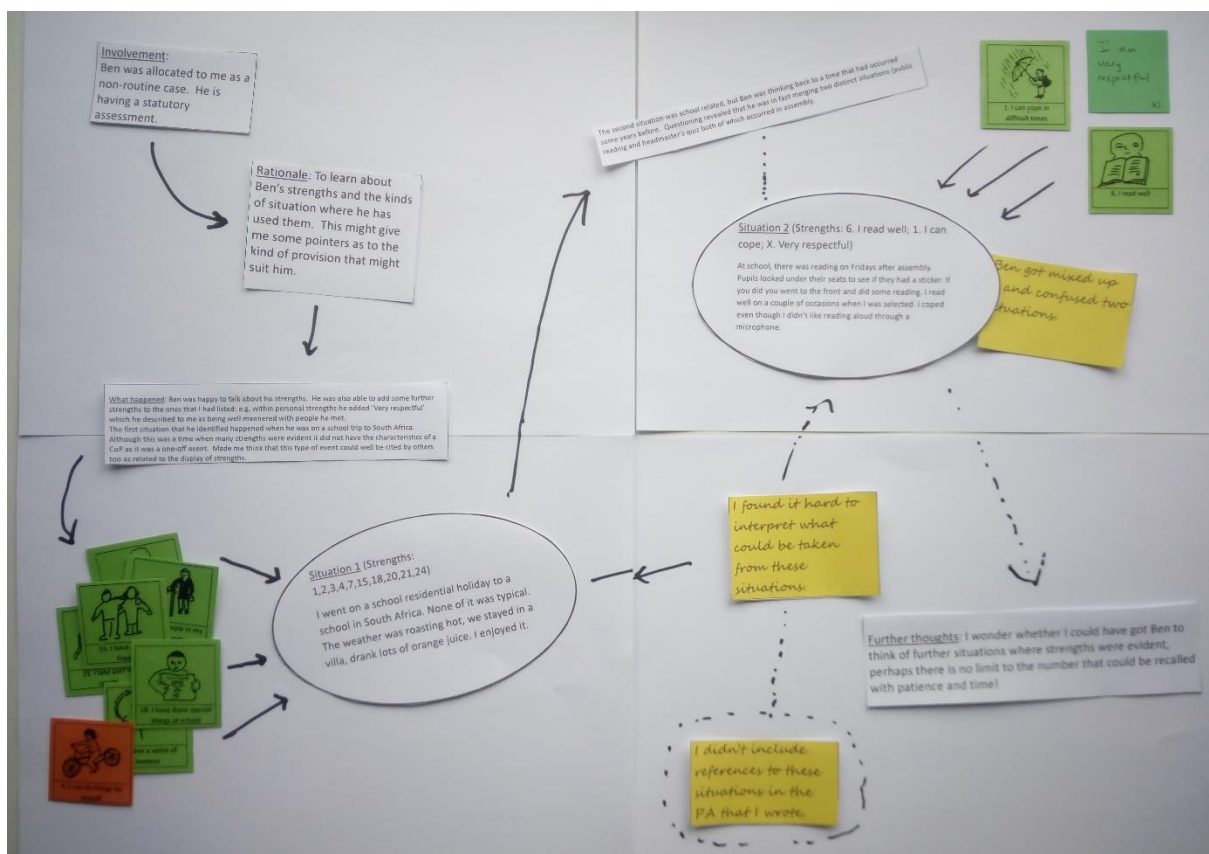 Involvement:
Ben was allocated to me as a
non-routine case. He is
having a statutory
assessment.
Rationale: To learn about
Ben's strengths and the kinds
of situation where he has
used them. This might give
me some pointers as to the
kind of provision that might
suit him.
What happened: Ben was happy to talk about his strengths. He was also able to add some further
strengths to the ones that I had listed: e.g. within personal strengths he added 'Very respectful'
which he described to me as being well mannered with people he met.
The first situation that he identified happened when he was on a school trip to South Africa.
Although this was a time when many strengths were evident it did not have the characteristics of a
CoP as it was a one-off event. Made me think that this type of event could well be cited by others
too as related to the display of strengths.
Situation 1 (Strengths:
1,2,3,4,7,15,18,20,21,24)
I went on a school residential holiday to a
school in South Africa. None of it was typical.
The weather was roasting hot, we stayed in a
villa, drank lots of orange juice. I enjoyed it.
18. I have done special
things at school
have a sense of
humour
The second situation was school related, but Ben was thinking back to a time that had occurred
some years before. Questioning revealed that he was in fact merging two distinct situations (public
reading and headmaster's quiz both of which occurred in assembly.
1. I can cope in
difficult times
I am
very
respectful
X1
6. I read well
Situation 2 (Strengths: 6. I read well; 1. I can
cope; X. Very respectful)
At school, there was reading on Fridays after assembly.
Pupils looked under their seats to see if they had a sticker. If
you did you went to the front and did some reading. I read
well on a couple of occasions when I was selected. I coped
even though I didn't like reading aloud through a
microphone.
Ben got mixed up
and confused two
situations.
I found it hard to
interpret what
could be taken
from these
situations.
Further thoughts: I wonder whether I could have got Ben to
think of further situations where strengths were evident,
perhaps there is no limit to the number that could be recalled
with patience and time!
I didn't include
references to these
situations in the
PA that I wrote.